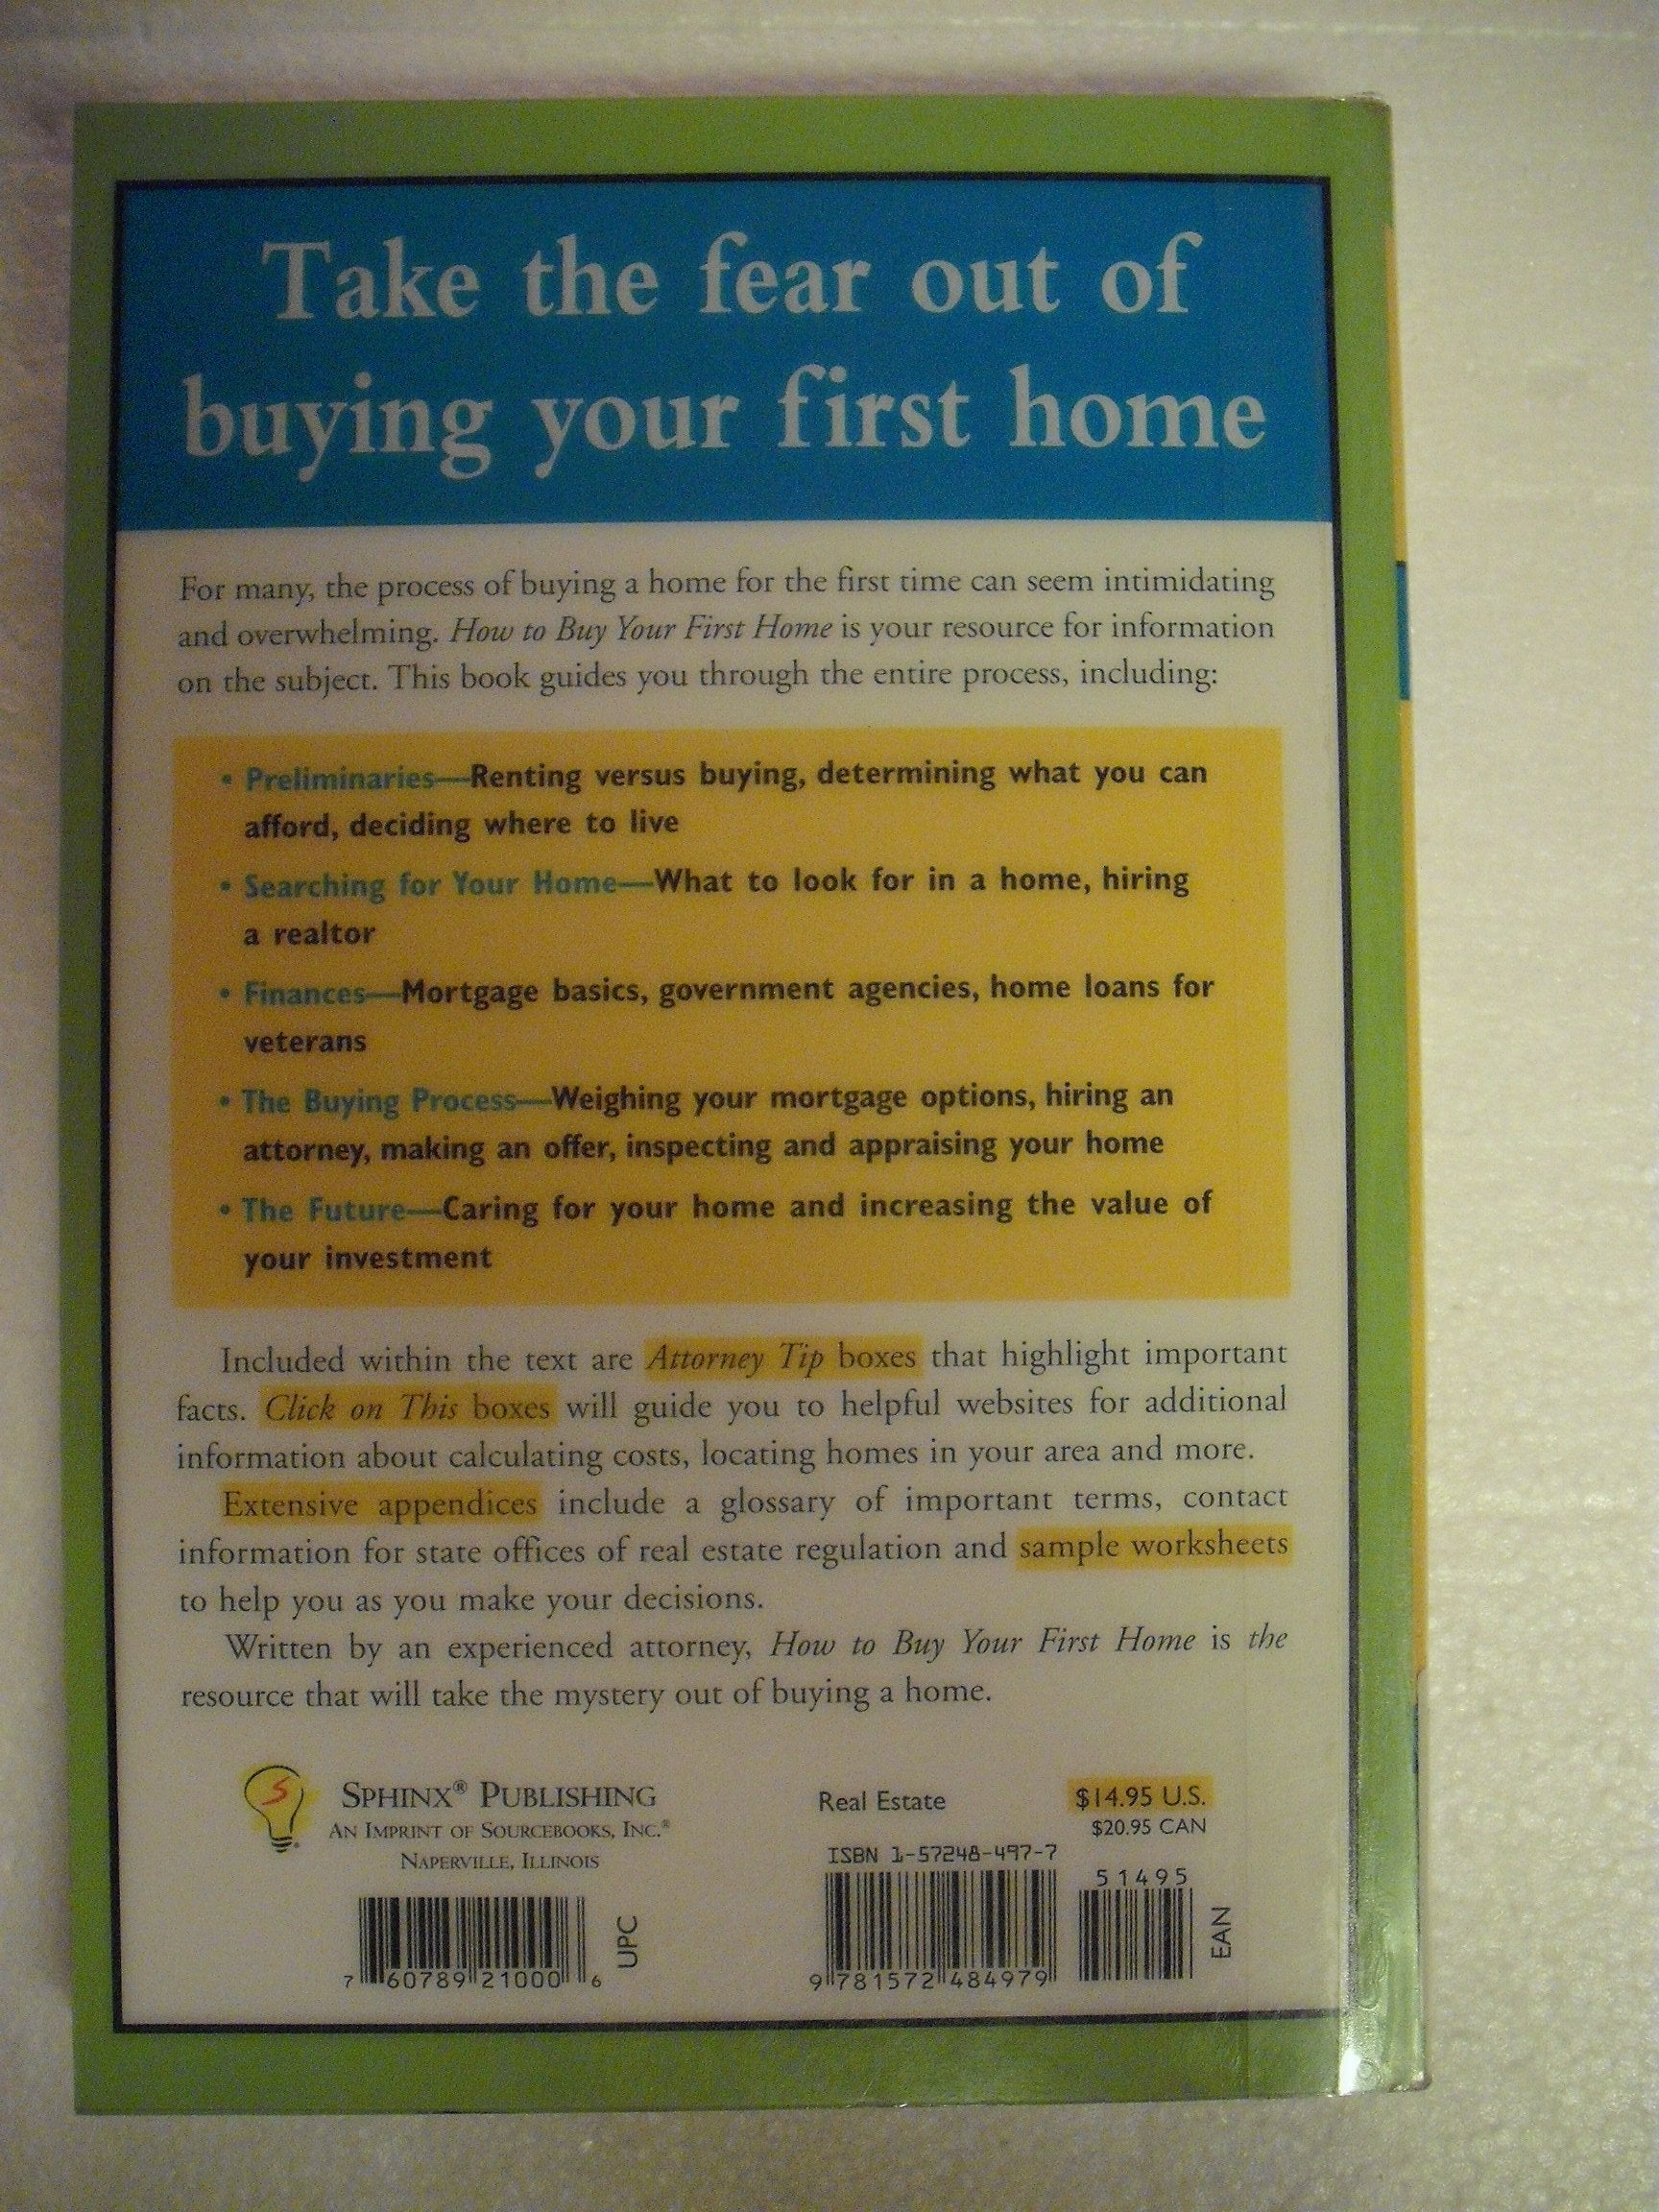 Take the fear out of
buying your first home
For many, the process of buying a home for the first time can seem intimidating
and overwhelming. How to Buy Your First Home is your resource for information
on the subject. This book guides you through the entire process, including:
• Preliminaries—Renting versus buying, determining what you can
afford, deciding where to live
• Searching for Your Home—What to look for in a home, hiring
a realtor
• Finances—Mortgage basics, government agencies, home loans for
veterans
• The Buying Process—Weighing your mortgage options, hiring an
attorney, making an offer, inspecting and appraising your home
• The Future—Caring for your home and increasing the value of
your investment
Included within the text are Attorney Tip boxes that highlight important
facts. Click on This boxes will guide you to helpful websites for additional
information about calculating costs, locating homes in your area and more.
Extensive appendices include a glossary of important terms, contact
information for state offices of real estate regulation and sample worksheets
to help you as you make your decisions.
Written by an experienced attorney, How to Buy Your First Home is the
resource that will take the mystery out of buying a home.
S
SPHINX® PUBLISHING
AN IMPRINT OF SOURCEBOOKS, INC.®
NAPERVILLE, ILLINOIS
7 60789 21000 6
UPC
Real Estate
$14.95 U.S.
$20.95 CAN
ISBN 1-57248-497-7
51495
9 781572 484979
EAN